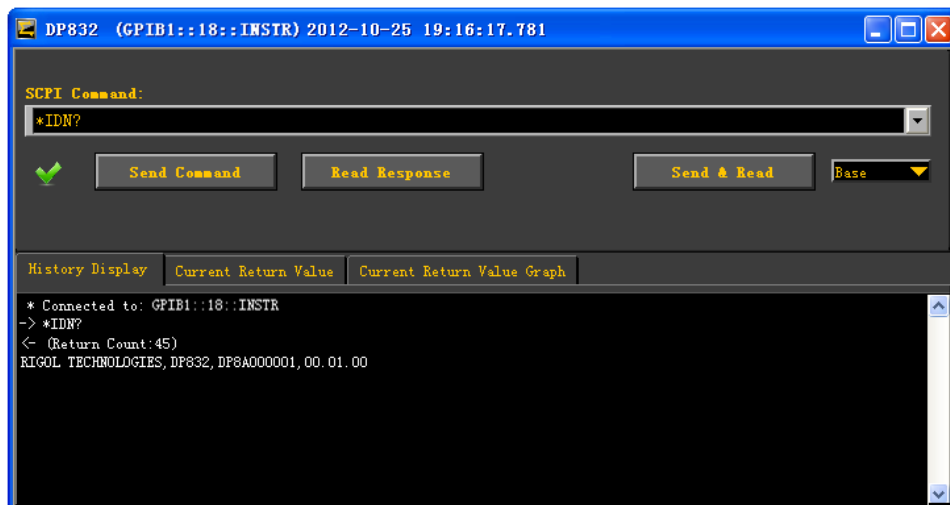 DP832 (GPIB1::18::INSTR) 2012-10-25 19:16:17.781
SCPI Command:
*IDN?
Send Command Read Response Send & Read Base
History Display Current Return Value Current Return Value Graph
* Connected to: GPIB1::18::INSTR
-> *IDN?
<- (Return Count:45)
RIGOL TECHNOLOGIES,DP832,DP8A000001,00.01.00